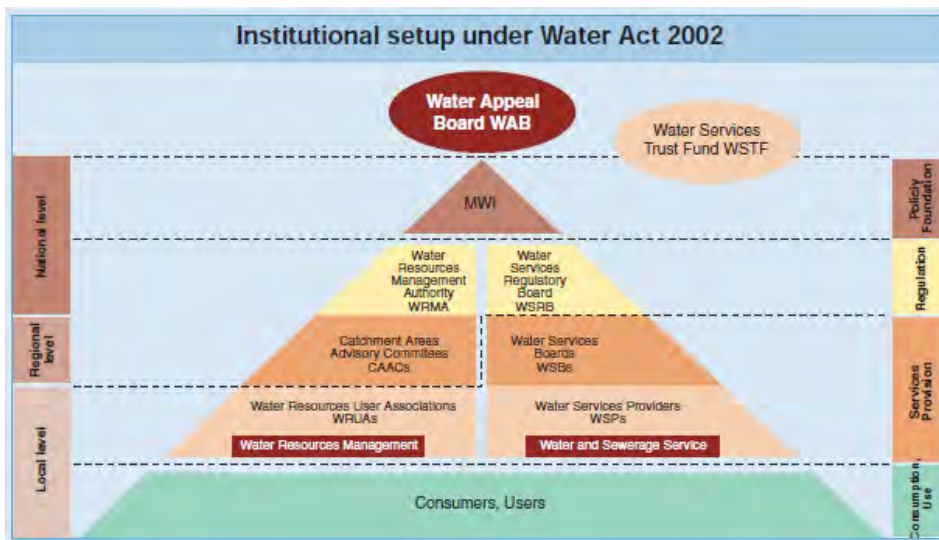 Institutional setup under Water Act 2002
Water Appeal
Board WAB
Water Services
Trust Fund WSTF
National level
Regional
level
Local level
MWI
Water
Resources
Management
Authority
WRMA
Water
Services
Regulatory
Board
WSRB
Catchment Areas
Advisory Committees
CAACs
Water Services
Boards
WSBs
Water Resources User Associations
WRUAs
Water Resources Management
Water Services Providers
WSPs
Water and Sewerage Service
Consumers, Users
Policiy
Foundation
Regulation
Services
Provision
Consumption,
Use